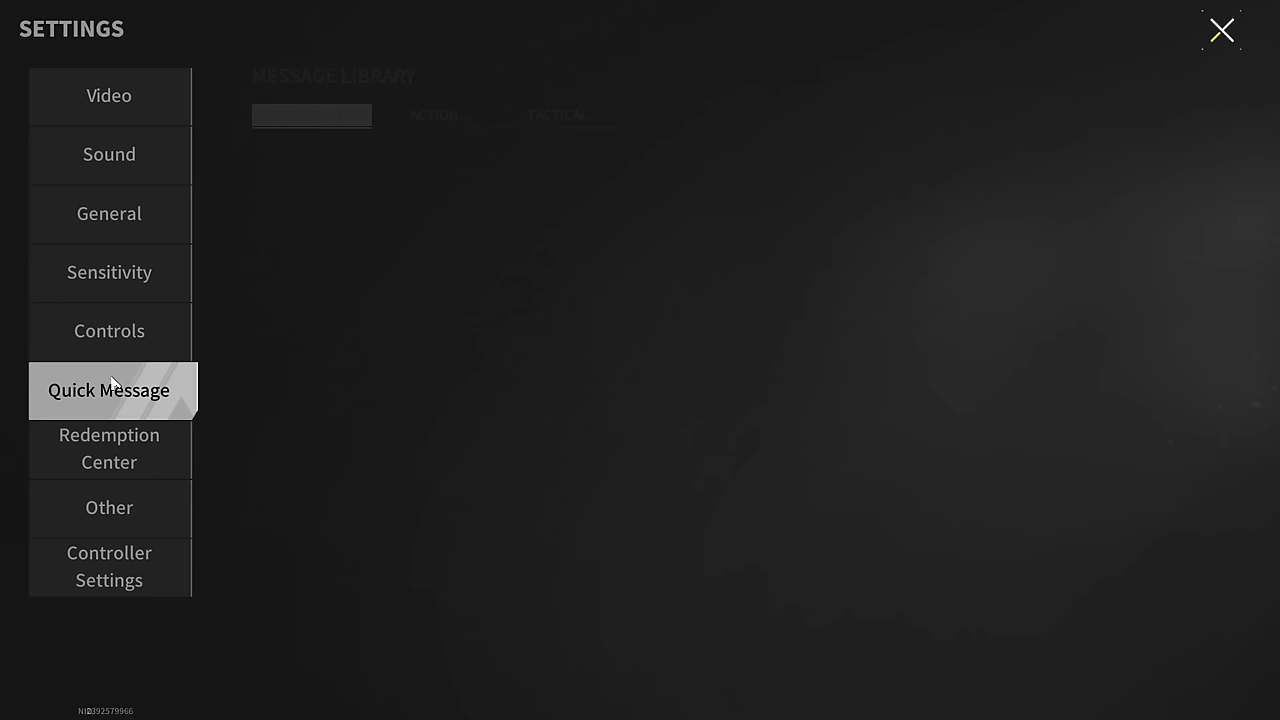 SETTINGS
Video
MESSAGE LIBRARY
ACTION
TACTICAL
Sound
General
Sensitivity
Controls
Quick Message
Redemption
Center
Other
Controller
Settings